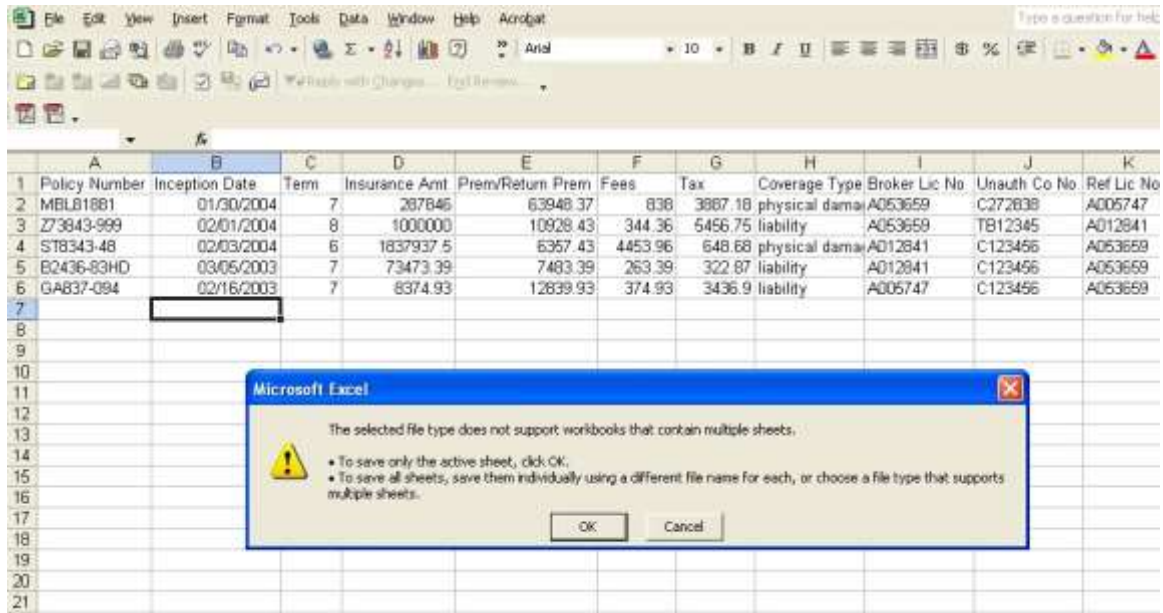 File Edit View Insert Format Tools Data Window Help Acrobat Type a question for help
Σ Arial 10 B I U $ % A
Reply with Changes... End Review...
fx
A B C D E F G H I J K
1 Policy Number Inception Date Term Insurance Amt Prem/Return Prem Fees Tax Coverage Type Broker Lic No Unauth Co No Ref Lic No
2 MBL81881 01/30/2004 7 287846 63948.37 838 3887.18 physical dama A053659 C272838 A005747
3 Z73843-999 02/01/2004 8 1000000 10928.43 344.36 5456.75 liability A053659 TB12345 A012841
4 ST8343-48 02/03/2004 6 1837937.5 6357.43 4453.96 648.68 physical dama A012841 C123456 A053659
5 B2436-83HD 03/05/2003 7 73473.39 7483.39 263.39 322.87 liability A012841 C123456 A053659
6 GA837-094 02/16/2003 7 8374.93 12839.93 374.93 3436.9 liability A005747 C123456 A053659
7
8
9
10
11
12
13
14
15
16
17
18
19
20
21
Microsoft Excel
The selected file type does not support workbooks that contain multiple sheets.
• To save only the active sheet, click OK.
• To save all sheets, save them individually using a different file name for each, or choose a file type that supports
multiple sheets.
OK Cancel